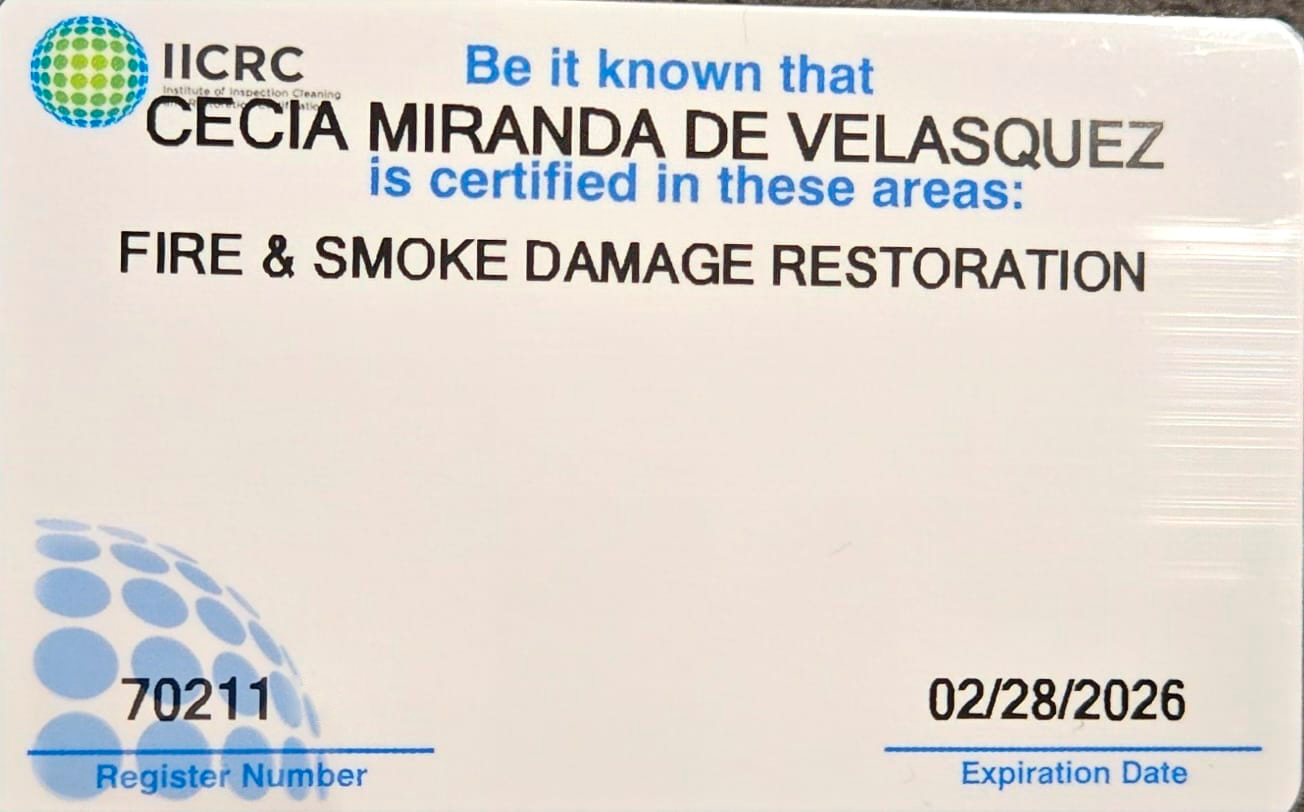 IICRC
Institute of Inspection Cleaning
Be it known that
CECIA MIRANDA DE VELASQUEZ
is certified in these areas:
FIRE & SMOKE DAMAGE RESTORATION
70211
Register Number
02/28/2026
Expiration Date